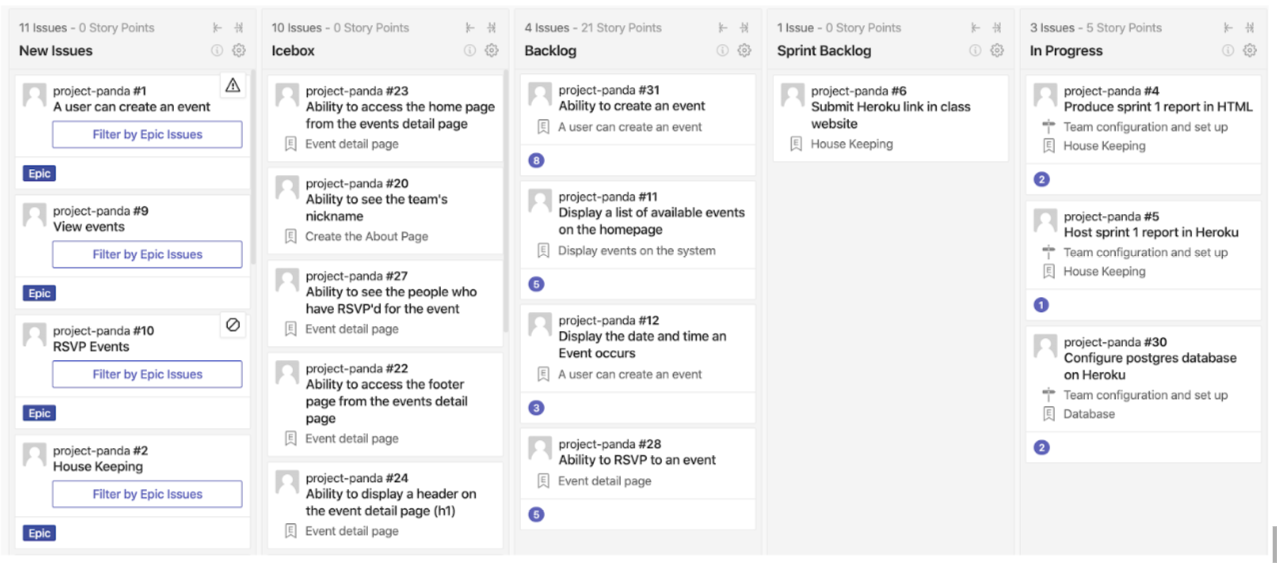 11 Issues - 0 Story Points
New Issues
project-panda #1
A user can create an event
Filter by Epic Issues
Epic
project-panda #9
View events
Filter by Epic Issues
Epic
project-panda #10
RSVP Events
Filter by Epic Issues
Epic
project-panda #2
House Keeping
Filter by Epic Issues
Epic
10 Issues - 0 Story Points
Icebox
project-panda #23
Ability to access the home page
from the events detail page
Event detail page
project-panda #20
Ability to see the team's
nickname
Create the About Page
project-panda #27
Ability to see the people who
have RSVP'd for the event
Event detail page
project-panda #22
Ability to access the footer
page from the events detail
page
Event detail page
project-panda #24
Ability to display a header on
the event detail page (h1)
Event detail page
4 Issues - 21 Story Points
Backlog
project-panda #31
Ability to create an event
A user can create an event
8
project-panda #11
Display a list of available events
on the homepage
Display events on the system
5
project-panda #12
Display the date and time an
Event occurs
A user can create an event
3
project-panda #28
Ability to RSVP to an event
Event detail page
5
1 Issue - 0 Story Points
Sprint Backlog
project-panda #6
Submit Heroku link in class
website
House Keeping
3 Issues - 5 Story Points
In Progress
project-panda #4
Produce sprint 1 report in HTML
Team configuration and set up
House Keeping
2
project-panda #5
Host sprint 1 report in Heroku
Team configuration and set up
House Keeping
1
project-panda #30
Configure postgres database
on Heroku
Team configuration and set up
Database
2